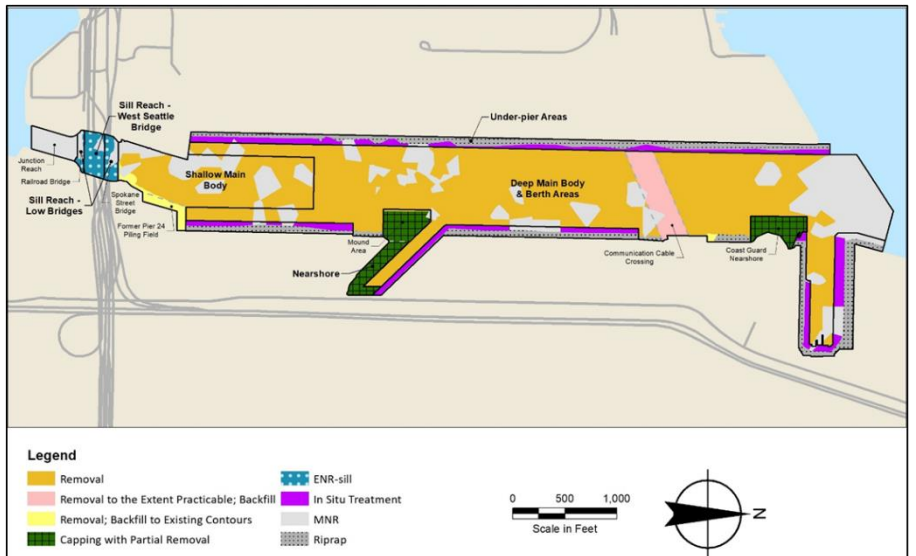 Sill Reach -
West Seattle
Bridge
Under-pier Areas
Junction
Reach
Railroad Bridge
Shallow Main
Body
Deep Main Body
& Berth Areas
Spokane
Street
Bridge
Sill Reach -
Low Bridges
Former Pier 24
Piling Field
Mound
Area
Communication Cable
Crossing
Coast Guard
Nearshore
Nearshore
Legend
Removal
Removal to the Extent Practicable; Backfill
Removal; Backfill to Existing Contours
Capping with Partial Removal
ENR-sill
In Situ Treatment
MNR
Riprap
0 500 1,000
Scale in Feet
N